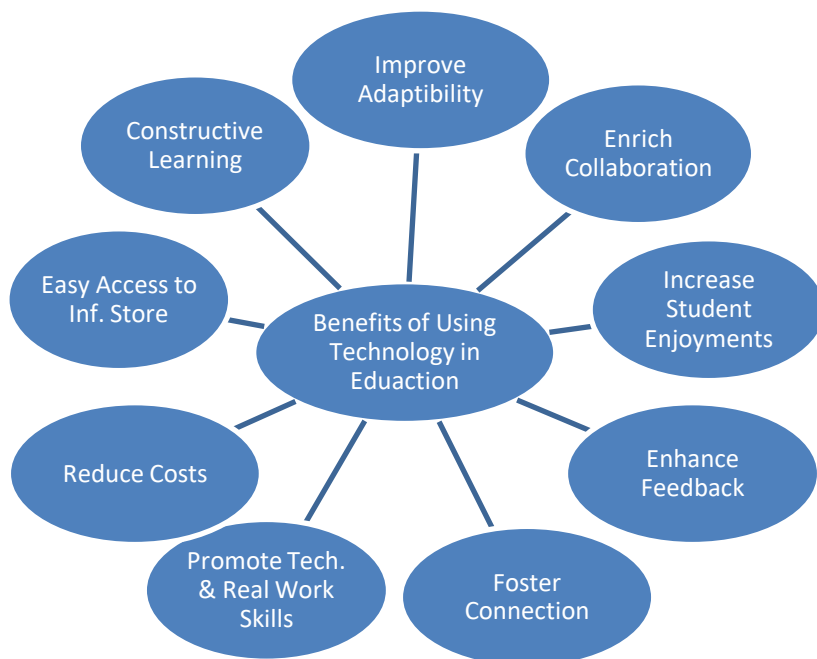 Improve
Adaptibility
Enrich
Collaboration
Increase
Student
Enjoyments
Enhance
Feedback
Foster
Connection
Promote Tech.
& Real Work
Skills
Reduce Costs
Easy Access to
Inf. Store
Constructive
Learning
Benefits of Using
Technology in
Eduaction